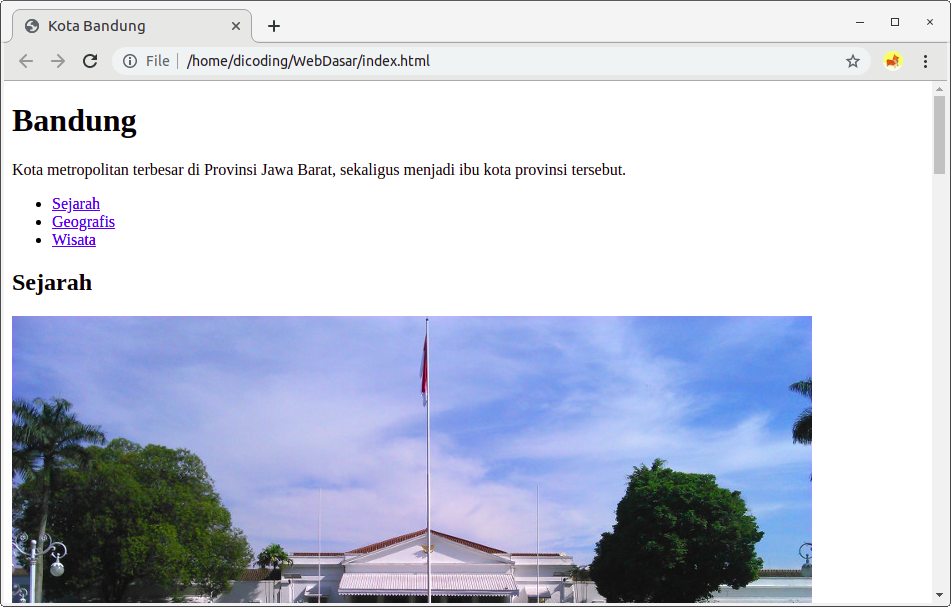 Kota Bandung
File
/home/dicoding/WebDasar/index.html
Bandung
Kota metropolitan terbesar di Provinsi Jawa Barat, sekaligus menjadi ibu kota provinsi tersebut.
Sejarah
Geografis
Wisata
Sejarah